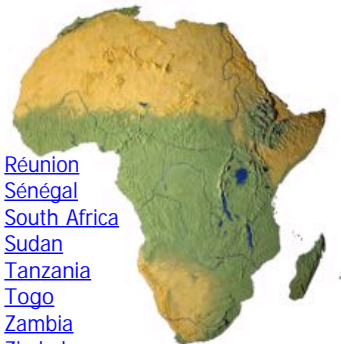 Réunion
Sénégal
South Africa
Sudan
Tanzania
Togo
Zambia